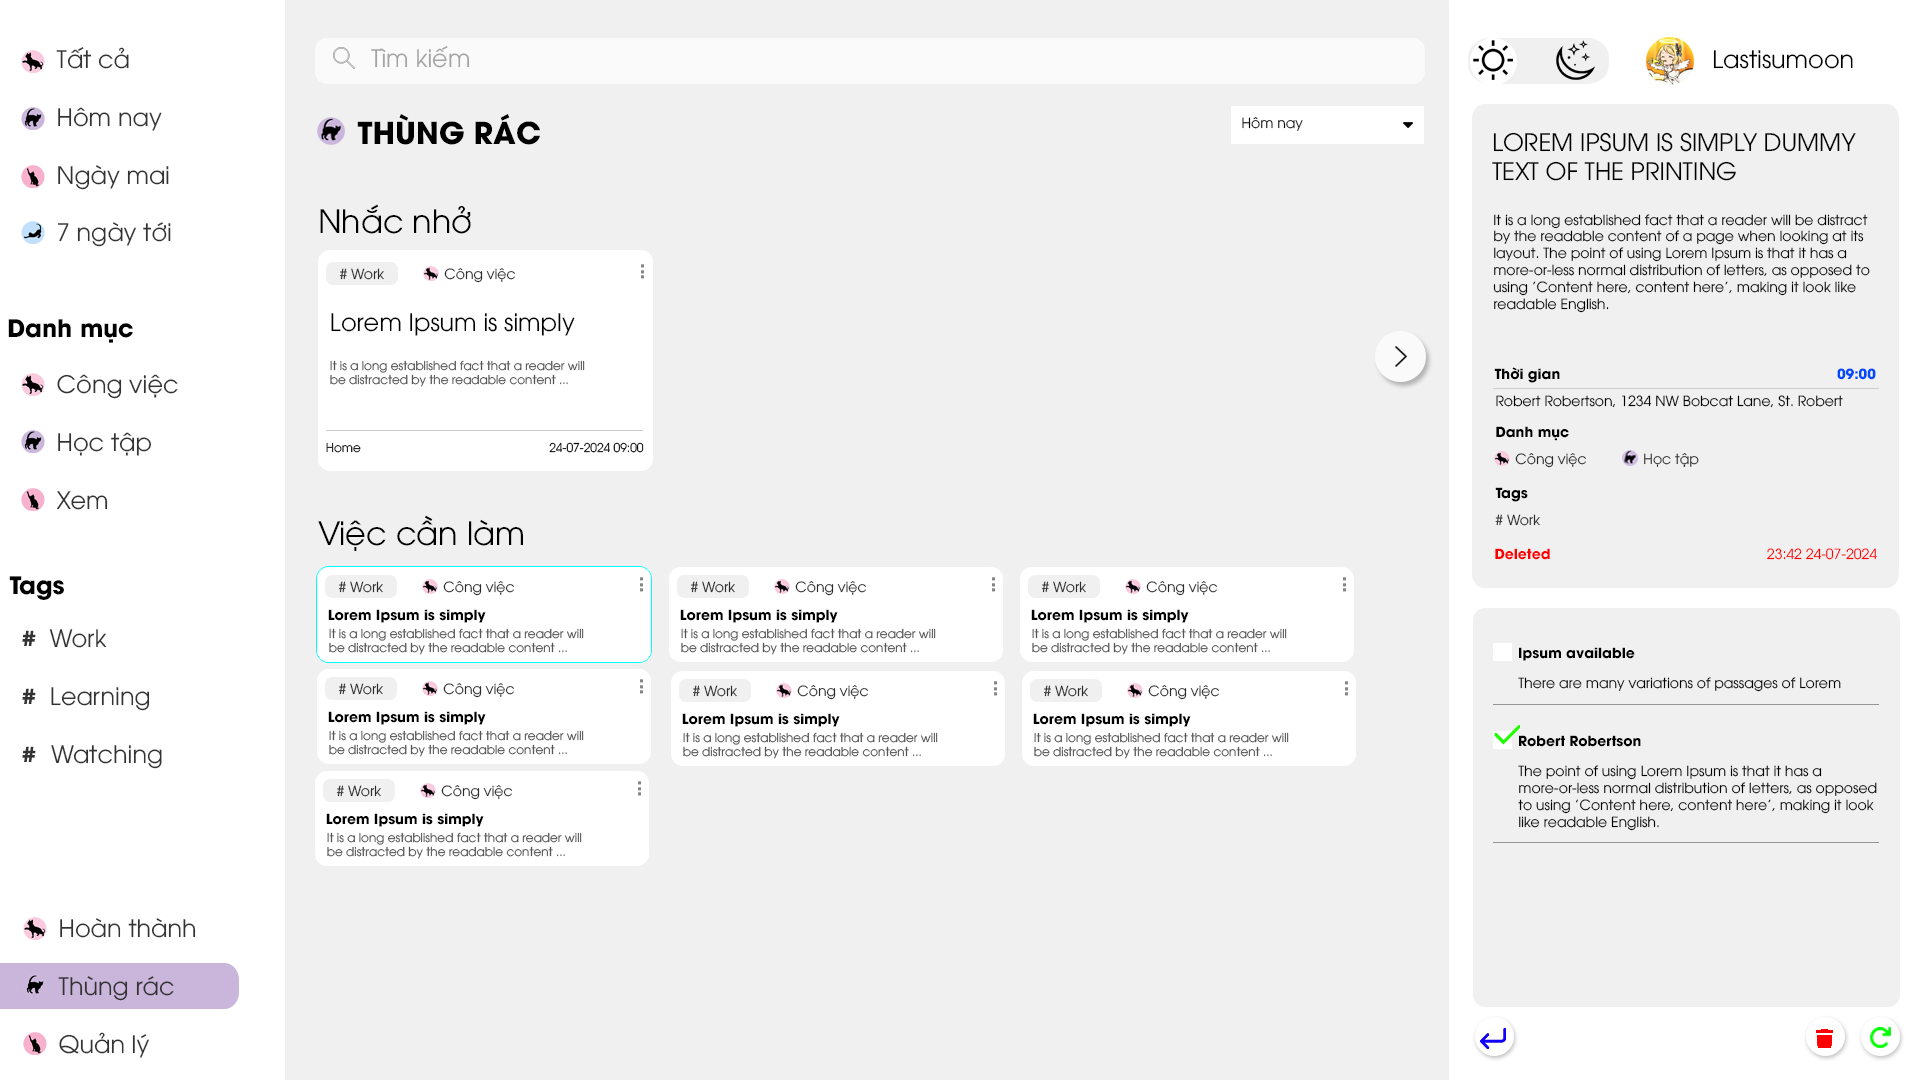 Tất cả
Hôm nay
Ngày mai
7 ngày tới
Danh mục
Công việc
Học tập
Xem
Tags
# Work
# Learning
# Watching
Hoàn thành
Thùng rác
Quản lý
Tìm kiếm
THÙNG RÁC
Hôm nay
Nhắc nhở
# Work Công việc
Lorem Ipsum is simply
It is a long established fact that a reader will
be distracted by the readable content ...
Home 24-07-2024 09:00
Việc cần làm
# Work Công việc
Lorem Ipsum is simply
It is a long established fact that a reader will
be distracted by the readable content ...
# Work Công việc
Lorem Ipsum is simply
It is a long established fact that a reader will
be distracted by the readable content ...
# Work Công việc
Lorem Ipsum is simply
It is a long established fact that a reader will
be distracted by the readable content ...
# Work Công việc
Lorem Ipsum is simply
It is a long established fact that a reader will
be distracted by the readable content ...
# Work Công việc
Lorem Ipsum is simply
It is a long established fact that a reader will
be distracted by the readable content ...
# Work Công việc
Lorem Ipsum is simply
It is a long established fact that a reader will
be distracted by the readable content ...
# Work Công việc
Lorem Ipsum is simply
It is a long established fact that a reader will
be distracted by the readable content ...
Lastisumoon
LOREM IPSUM IS SIMPLY DUMMY
TEXT OF THE PRINTING
It is a long established fact that a reader will be distract
by the readable content of a page when looking at its
layout. The point of using Lorem Ipsum is that it has a
more-or-less normal distribution of letters, as opposed to
using 'Content here, content here', making it look like
readable English.
Thời gian 09:00
Robert Robertson, 1234 NW Bobcat Lane, St. Robert
Danh mục
Công việc Học tập
Tags
# Work
Deleted 23:42 24-07-2024
Ipsum available
There are many variations of passages of Lorem
Robert Robertson
The point of using Lorem Ipsum is that it has a
more-or-less normal distribution of letters, as opposed
to using 'Content here, content here', making it look
like readable English.